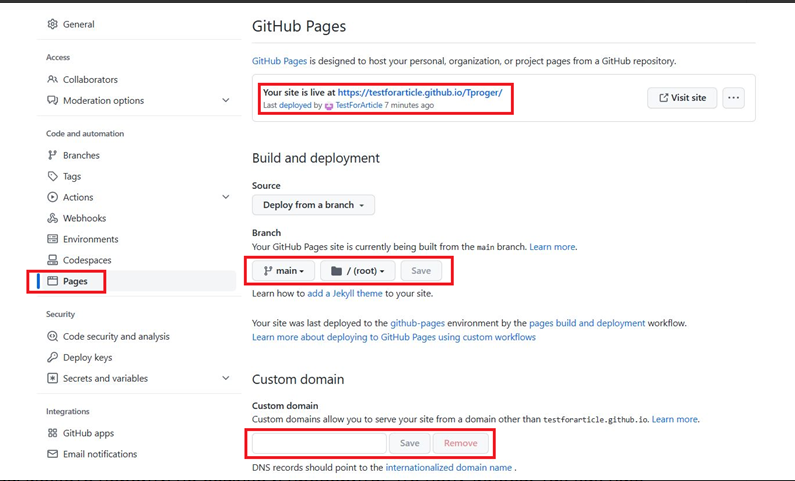 General
Access
Collaborators
Moderation options
Code and automation
Branches
Tags
Actions
Webhooks
Environments
Codespaces
Pages
Security
Code security and analysis
Deploy keys
Secrets and variables
Integrations
GitHub apps
Email notifications
GitHub Pages
GitHub Pages is designed to host your personal, organization, or project pages from a GitHub repository.
Your site is live at https://testforarticle.github.io/Tproger/
Last deployed by TestForArticle 7 minutes ago
Visit site
Build and deployment
Source
Deploy from a branch
Branch
Your GitHub Pages site is currently being built from the main branch. Learn more.
main / (root) Save
Learn how to add a Jekyll theme to your site.
Your site was last deployed to the github-pages environment by the pages build and deployment workflow.
Learn more about deploying to GitHub Pages using custom workflows
Custom domain
Custom domain
Custom domains allow you to serve your site from a domain other than testforarticle.github.io. Learn more.
Save Remove
DNS records should point to the internationalized domain name .